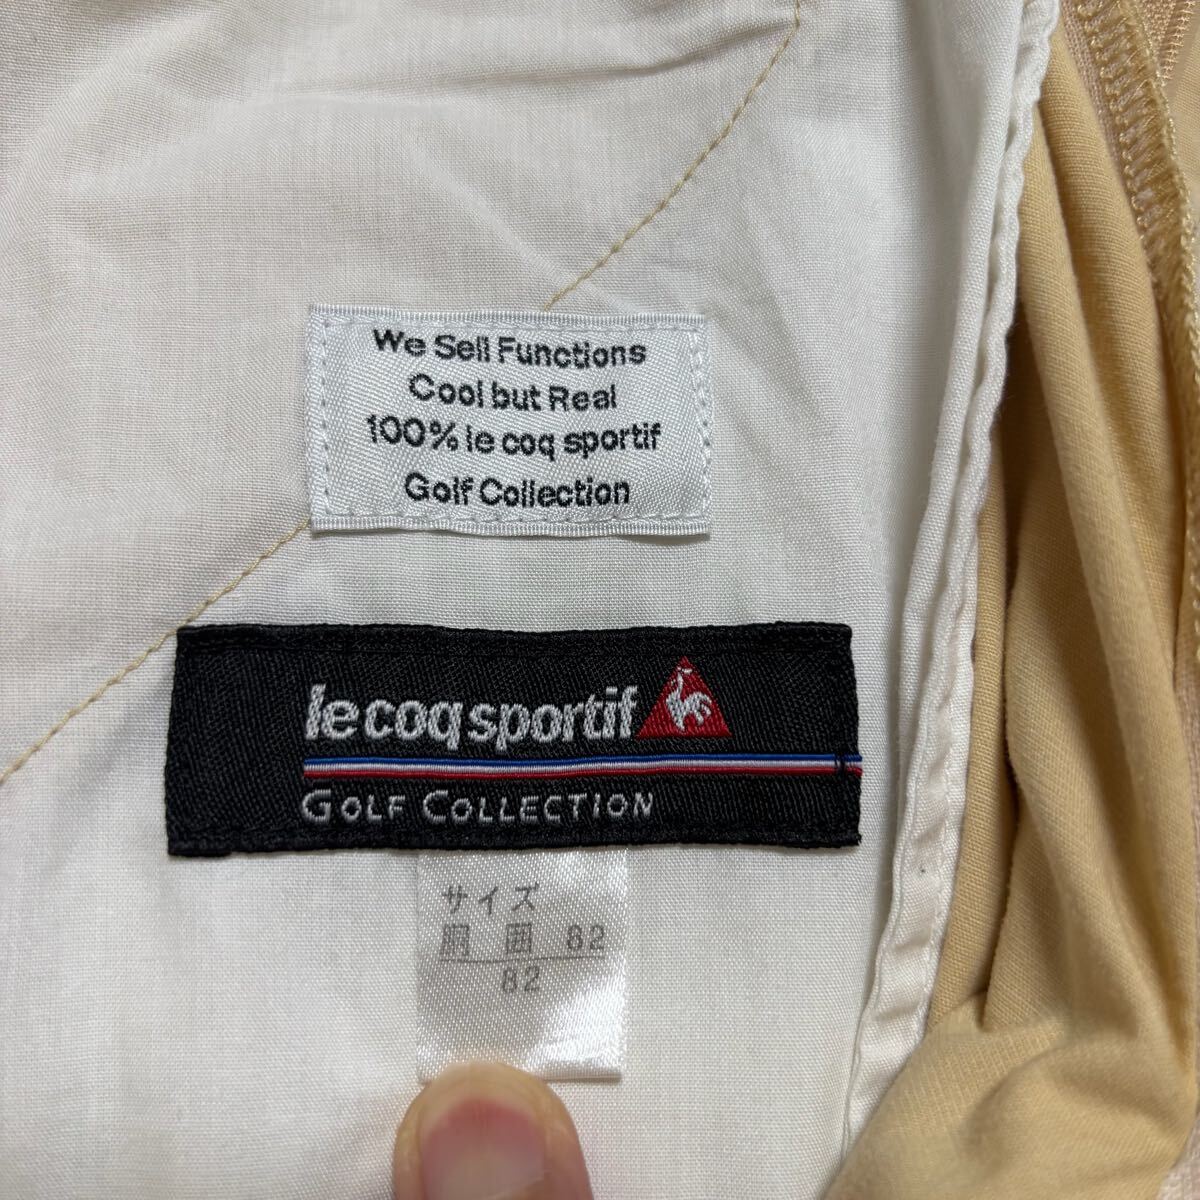 We Sell Functions
Cool but Real
100% le coq sportif
Golf Collection
le coq sportif
GOLF COLLECTION
サイズ
胴 囲 82
82